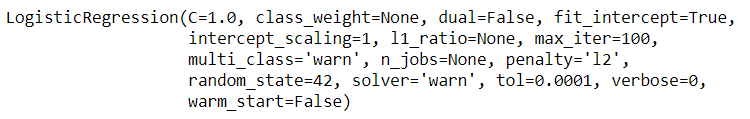 LogisticRegression(C=1.0, class_weight=None, dual=False, fit_intercept=True,
                   intercept_scaling=1, l1_ratio=None, max_iter=100,
                   multi_class='warn', n_jobs=None, penalty='l2',
                   random_state=42, solver='warn', tol=0.0001, verbose=0,
                   warm_start=False)